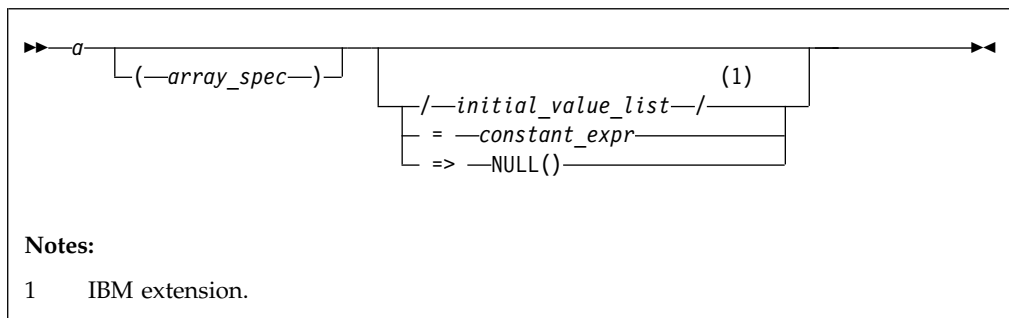 ►►—a—(—array_spec—)—►◄
(1)
/—initial_value_list—/
= —constant_expr—
=> —NULL()—
Notes:
1 IBM extension.